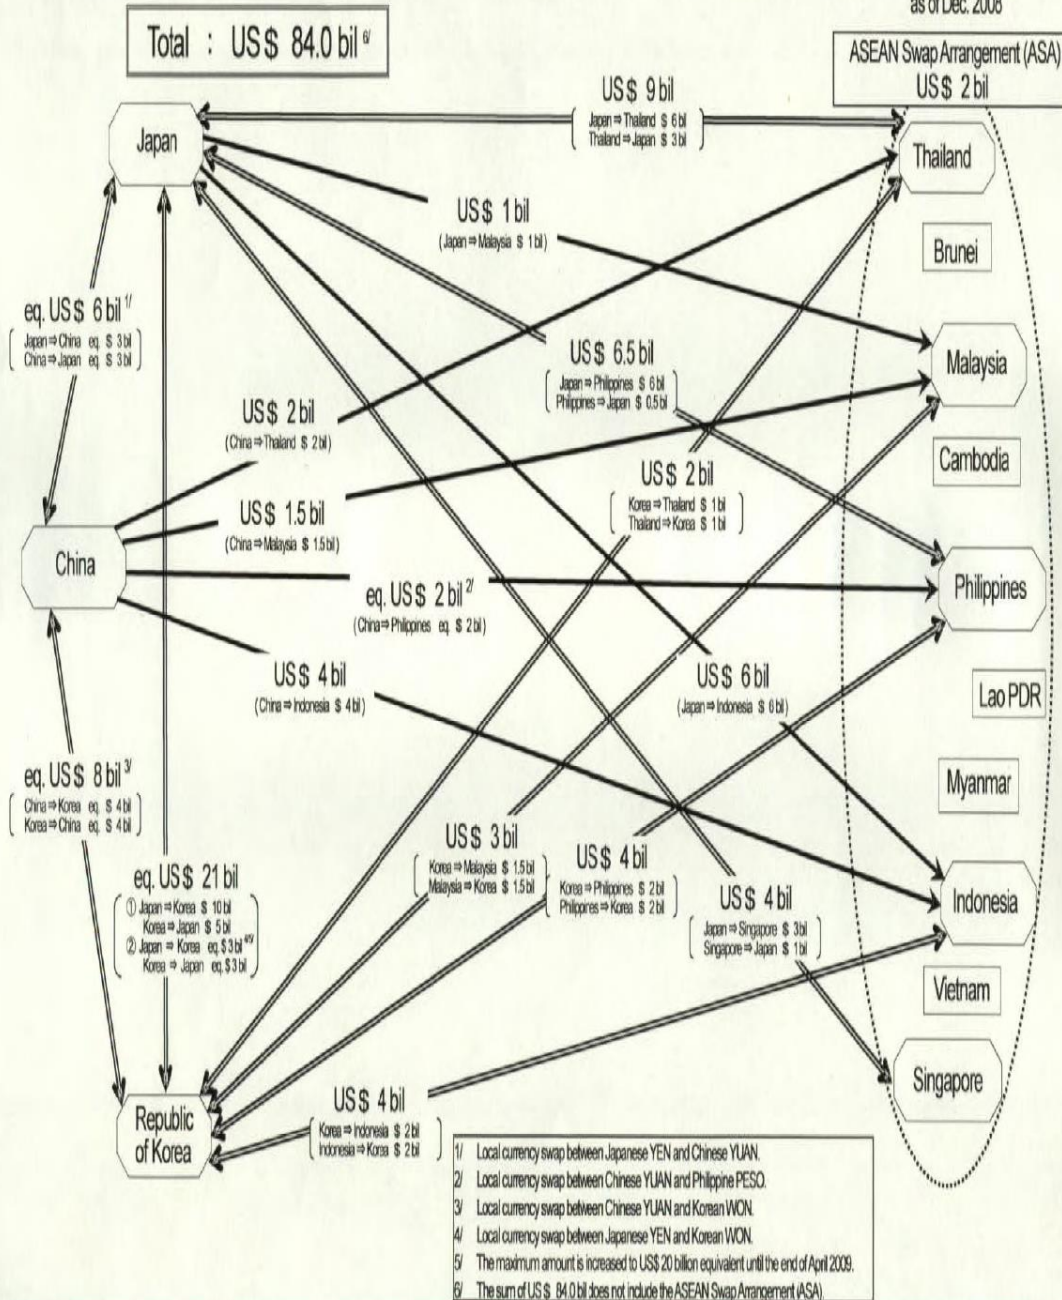 as of Dec. 2008
Total : US$ 84.0 bil 6/
ASEAN Swap Arrangement (ASA)
US$ 2 bil
Japan
US$ 9 bil
Japan ⇒ Thailand $ 6 bil
Thailand ⇒ Japan $ 3 bil
Thailand
US$ 1 bil
(Japan ⇒ Malaysia $ 1 bil)
Brunei
eq. US$ 6 bil 1/
Japan ⇒ China eq. $ 3 bil
China ⇒ Japan eq. $ 3 bil
US$ 6.5 bil
Japan ⇒ Philippines $ 6 bil
Philippines ⇒ Japan $ 0.5 bil
Malaysia
US$ 2 bil
(China ⇒ Thailand $ 2 bil)
Cambodia
US$ 2 bil
Korea ⇒ Thailand $ 1 bil
Thailand ⇒ Korea $ 1 bil
US$ 1.5 bil
(China ⇒ Malaysia $ 1.5 bil)
China
eq. US$ 2 bil 2/
(China ⇒ Philippines eq. $ 2 bil)
Philippines
US$ 4 bil
(China ⇒ Indonesia $ 4 bil)
US$ 6 bil
(Japan ⇒ Indonesia $ 6 bil)
Lao PDR
eq. US$ 8 bil 3/
China ⇒ Korea eq. $ 4 bil
Korea ⇒ China eq. $ 4 bil
Myanmar
US$ 3 bil
Korea ⇒ Malaysia $ 1.5 bil
Malaysia ⇒ Korea $ 1.5 bil
US$ 4 bil
Korea ⇒ Philippines $ 2 bil
Philippines ⇒ Korea $ 2 bil
eq. US$ 21 bil
① Japan ⇒ Korea $ 10 bil
Korea ⇒ Japan $ 5 bil
② Japan ⇒ Korea eq. $ 3 bil 4/5/
Korea ⇒ Japan eq. $ 3 bil
US$ 4 bil
Japan ⇒ Singapore $ 3 bil
Singapore ⇒ Japan $ 1 bil
Indonesia
Vietnam
Singapore
Republic
of Korea
US$ 4 bil
Korea ⇒ Indonesia $ 2 bil
Indonesia ⇒ Korea $ 2 bil
1/ Local currency swap between Japanese YEN and Chinese YUAN.
2/ Local currency swap between Chinese YUAN and Philippine PESO.
3/ Local currency swap between Chinese YUAN and Korean WON.
4/ Local currency swap between Japanese YEN and Korean WON.
5/ The maximum amount is increased to US$ 20 billion equivalent until the end of April 2009.
6/ The sum of US$ 84.0 bil does not include the ASEAN Swap Arrangement (ASA).